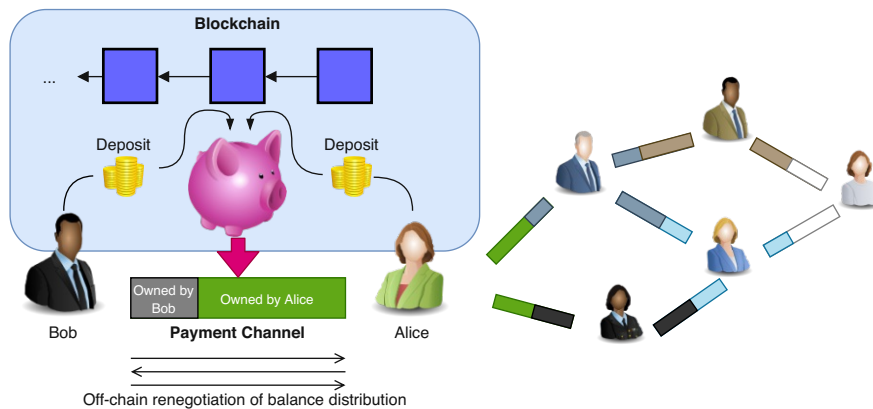 Blockchain
...
Deposit
Deposit
Owned by
Bob
Owned by Alice
Bob
Payment Channel
Alice
Off-chain renegotiation of balance distribution